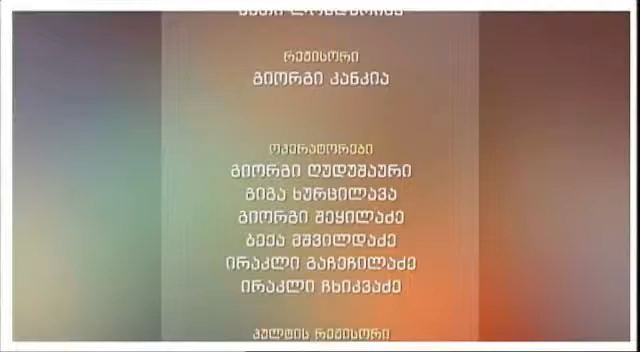 რეჟისორი
გიორგი კანკია
ოპერატორები
გიორგი ღუდუშაური
გიგა ხურცილავა
გიორგი შეყილაძე
ბექა მშვილდაძე
ირაკლი გაჩეჩილაძე
ირაკლი ჩხიკვაძე
პულტის რეჟისორი